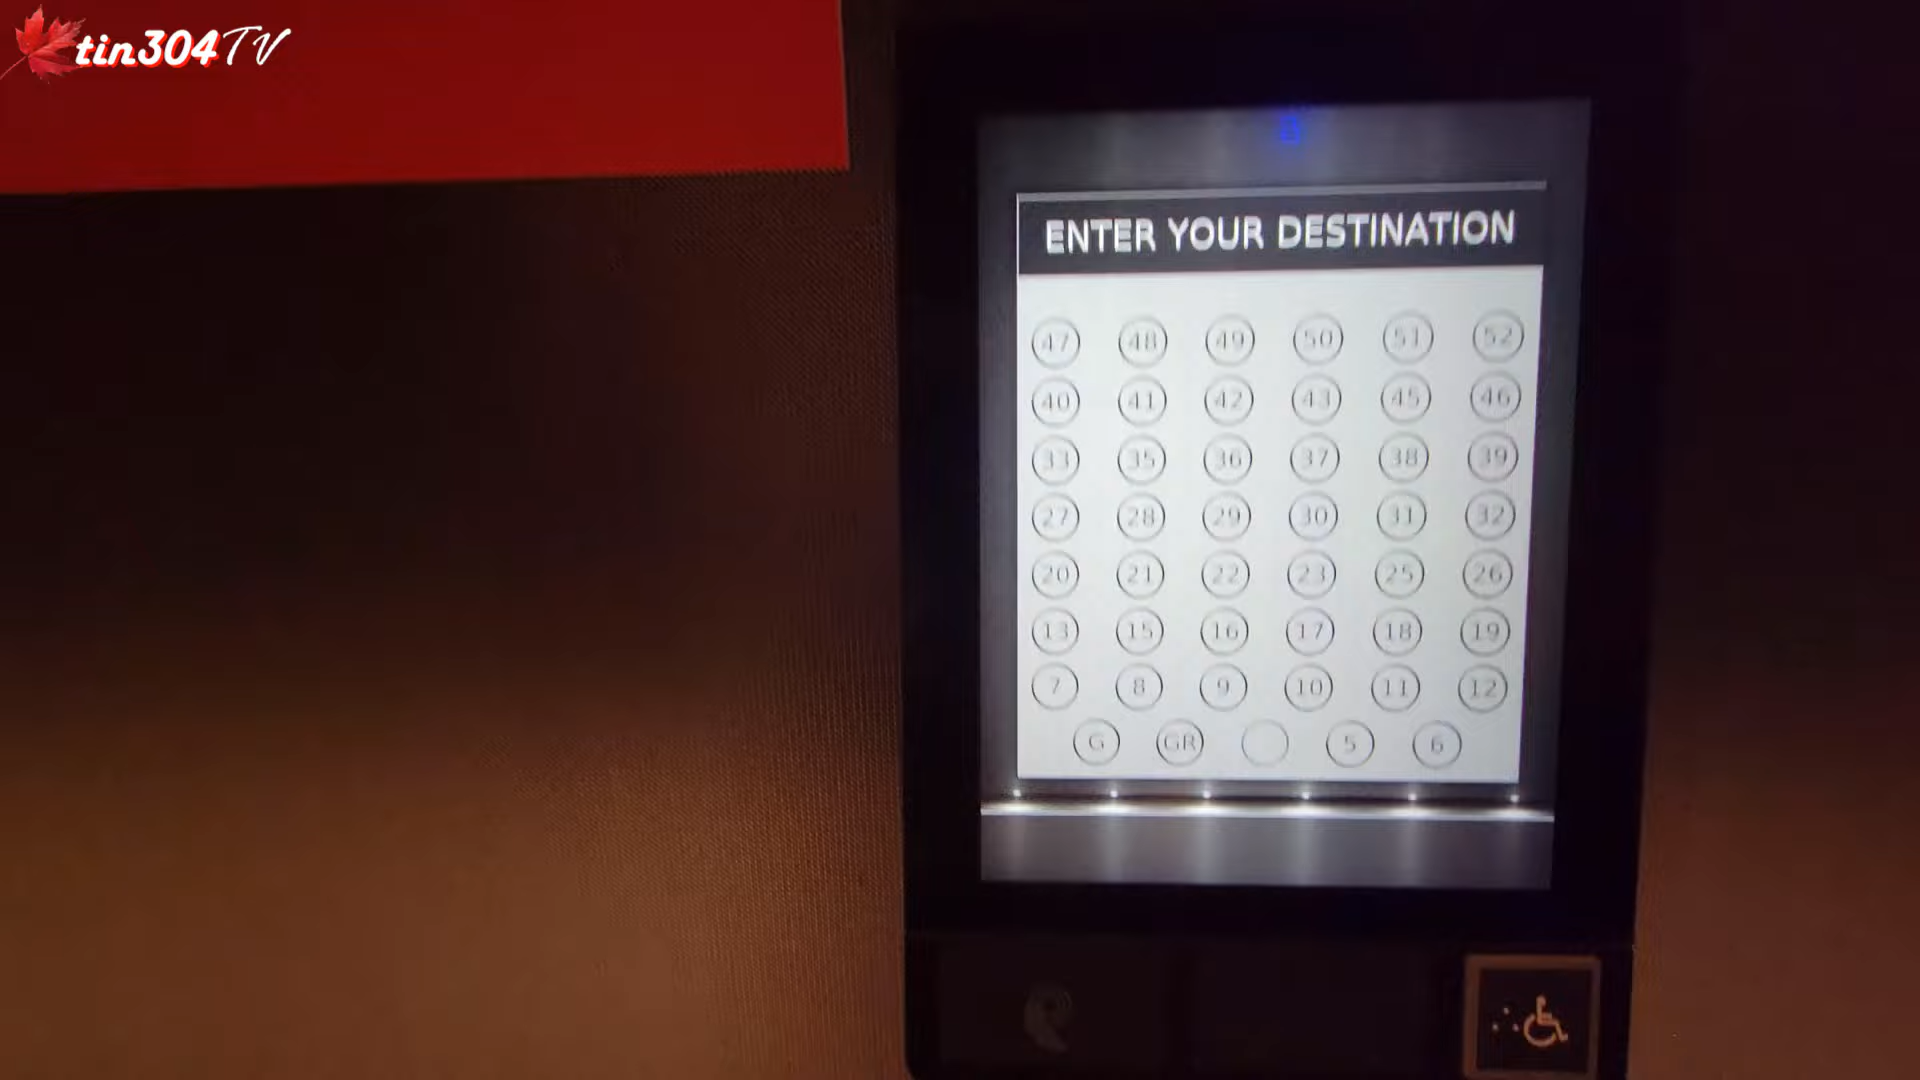 tin304TV
ENTER YOUR DESTINATION
47 48 49 50 51 52
40 41 42 43 45 46
33 35 36 37 38 39
27 28 29 30 31 32
20 21 22 23 25 26
13 15 16 17 18 19
7 8 9 10 11 12
G GR 5 6